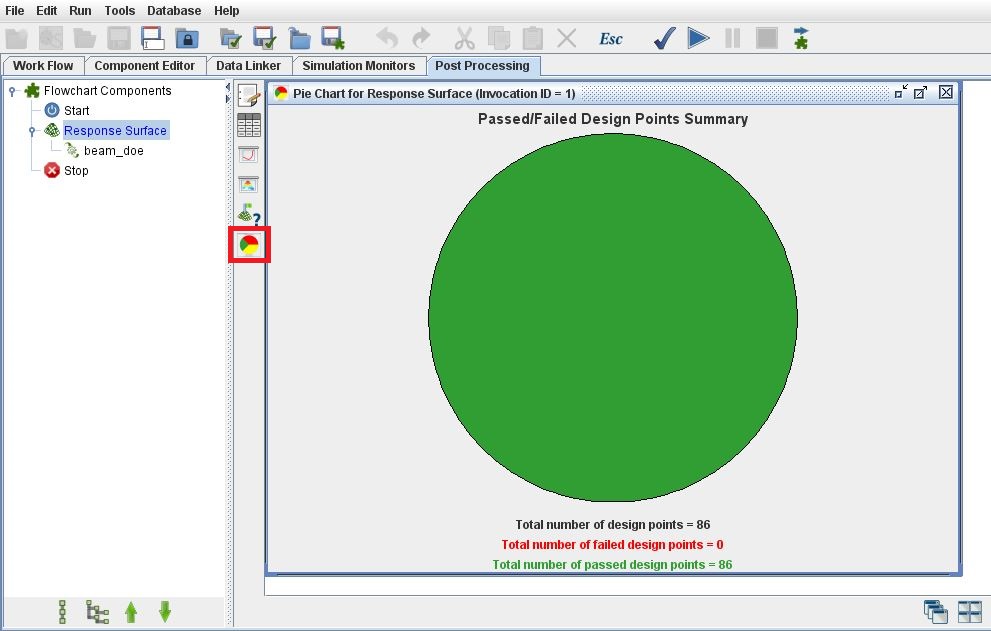 File Edit Run Tools Database Help
Esc
Work Flow Component Editor Data Linker Simulation Monitors Post Processing
Flowchart Components
Start
Response Surface
beam_doe
Stop
?
Pie Chart for Response Surface (Invocation ID = 1)
Passed/Failed Design Points Summary
Total number of design points = 86
Total number of failed design points = 0
Total number of passed design points = 86